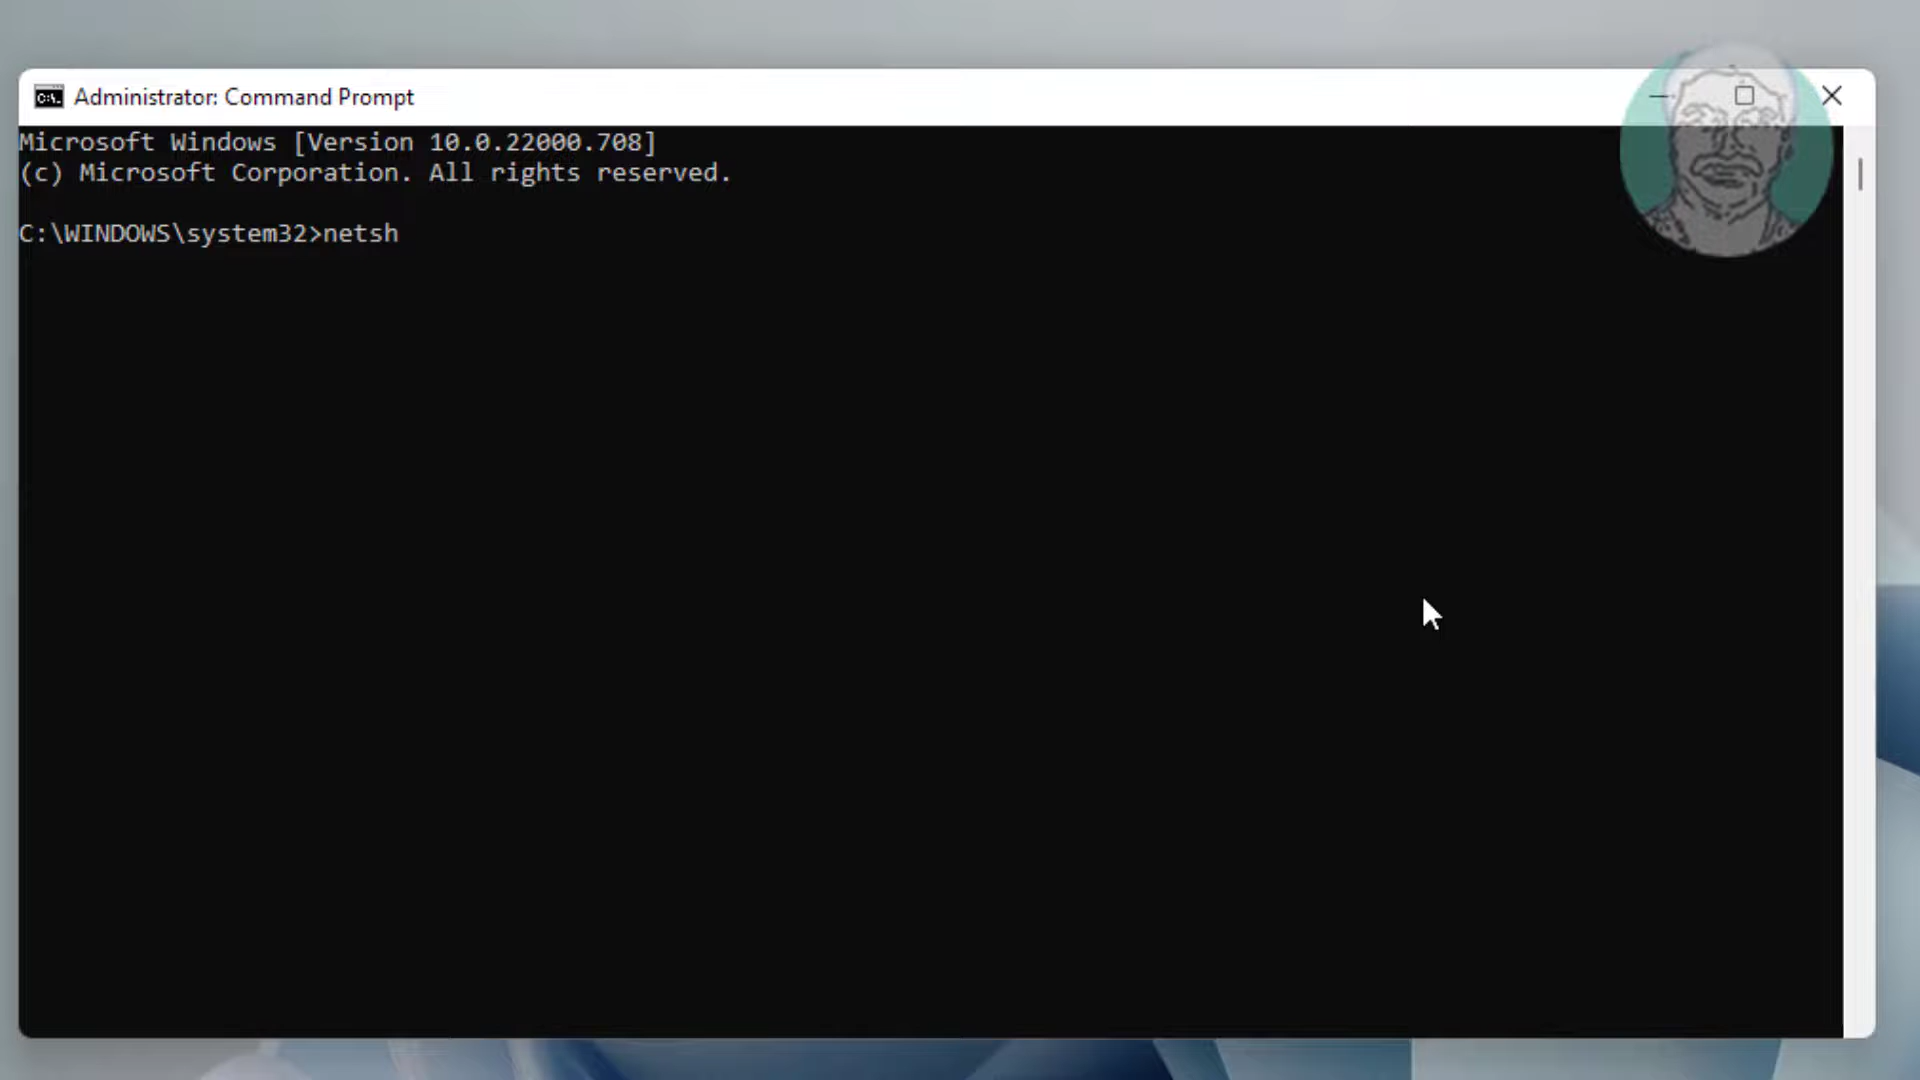 Administrator: Command Prompt
Microsoft Windows [Version 10.0.22000.708]
(c) Microsoft Corporation. All rights reserved.
C:\WINDOWS\system32>netsh